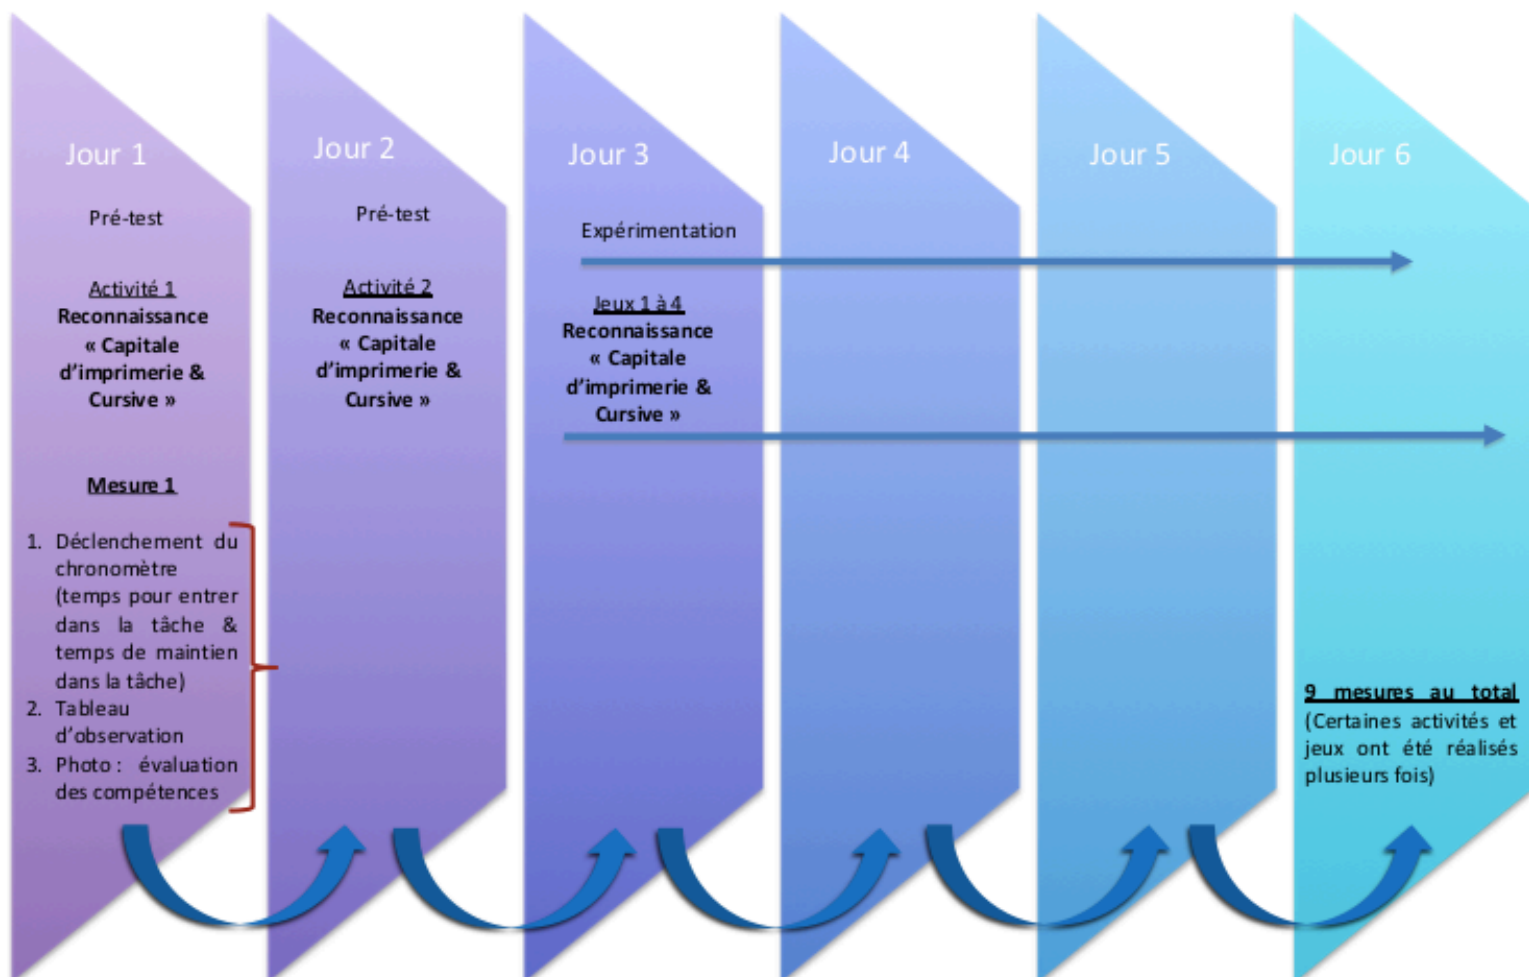 Jour 1
Pré-test
Activité 1
Reconnaissance
« Capitale
d’imprimerie &
Cursive »
Mesure 1
1. Déclenchement du
chronomètre
(temps pour entrer
dans la tâche &
temps de maintien
dans la tâche)
2. Tableau
d’observation
3. Photo : évaluation
des compétences
Jour 2
Pré-test
Activité 2
Reconnaissance
« Capitale
d’imprimerie &
Cursive »
Jour 3
Expérimentation
Jeux 1 à 4
Reconnaissance
« Capitale
d’imprimerie &
Cursive »
Jour 4
Jour 5
Jour 6
9 mesures au total
(Certaines activités et
jeux ont été réalisés
plusieurs fois)